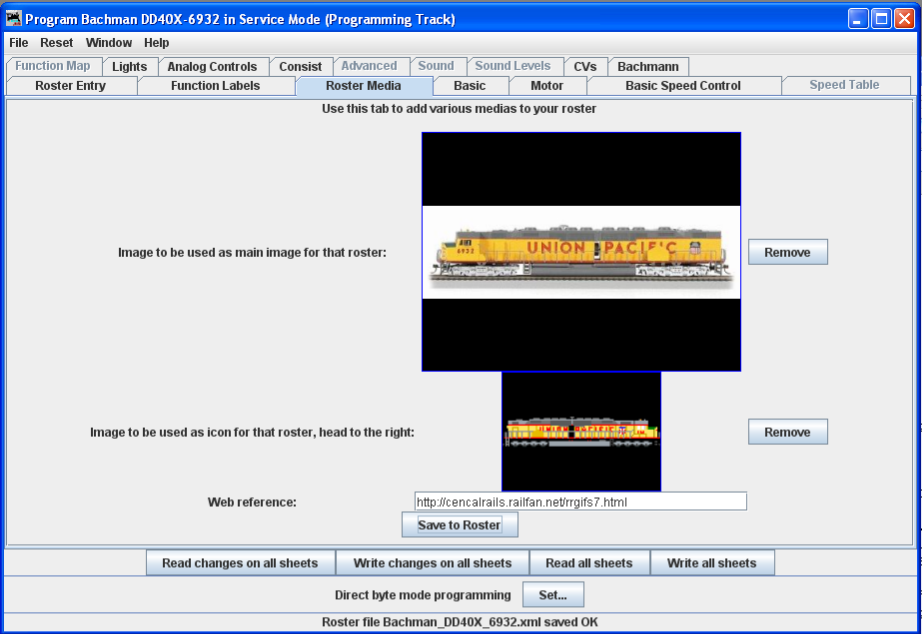 Program Bachman DD40X-6932 in Service Mode (Programming Track)
File Reset Window Help
Function Map Lights Analog Controls Consist Advanced Sound Sound Levels CVs Bachmann
Roster Entry Function Labels Roster Media Basic Motor Basic Speed Control Speed Table
Use this tab to add various medias to your roster
6932 UNION PACIFIC
Image to be used as main image for that roster: Remove
UNION PACIFIC
Image to be used as icon for that roster, head to the right: Remove
Web reference: http://cencalrails.railfan.net/rrgifs7.html
Save to Roster
Read changes on all sheets Write changes on all sheets Read all sheets Write all sheets
Direct byte mode programming Set...
Roster file Bachman_DD40X_6932.xml saved OK